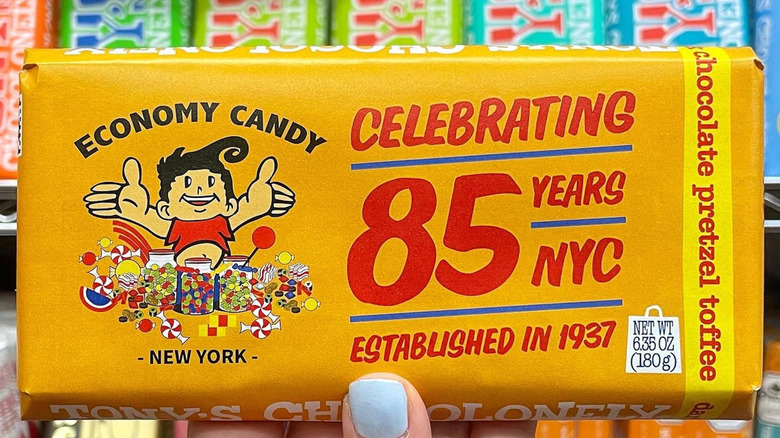 ECONOMY CANDY
- NEW YORK -
CELEBRATING
85 YEARS
NYC
ESTABLISHED IN 1937
chocolate pretzel toffee
NET WT
6.35 OZ
(180g)
TONY'S CHOCOLONELY